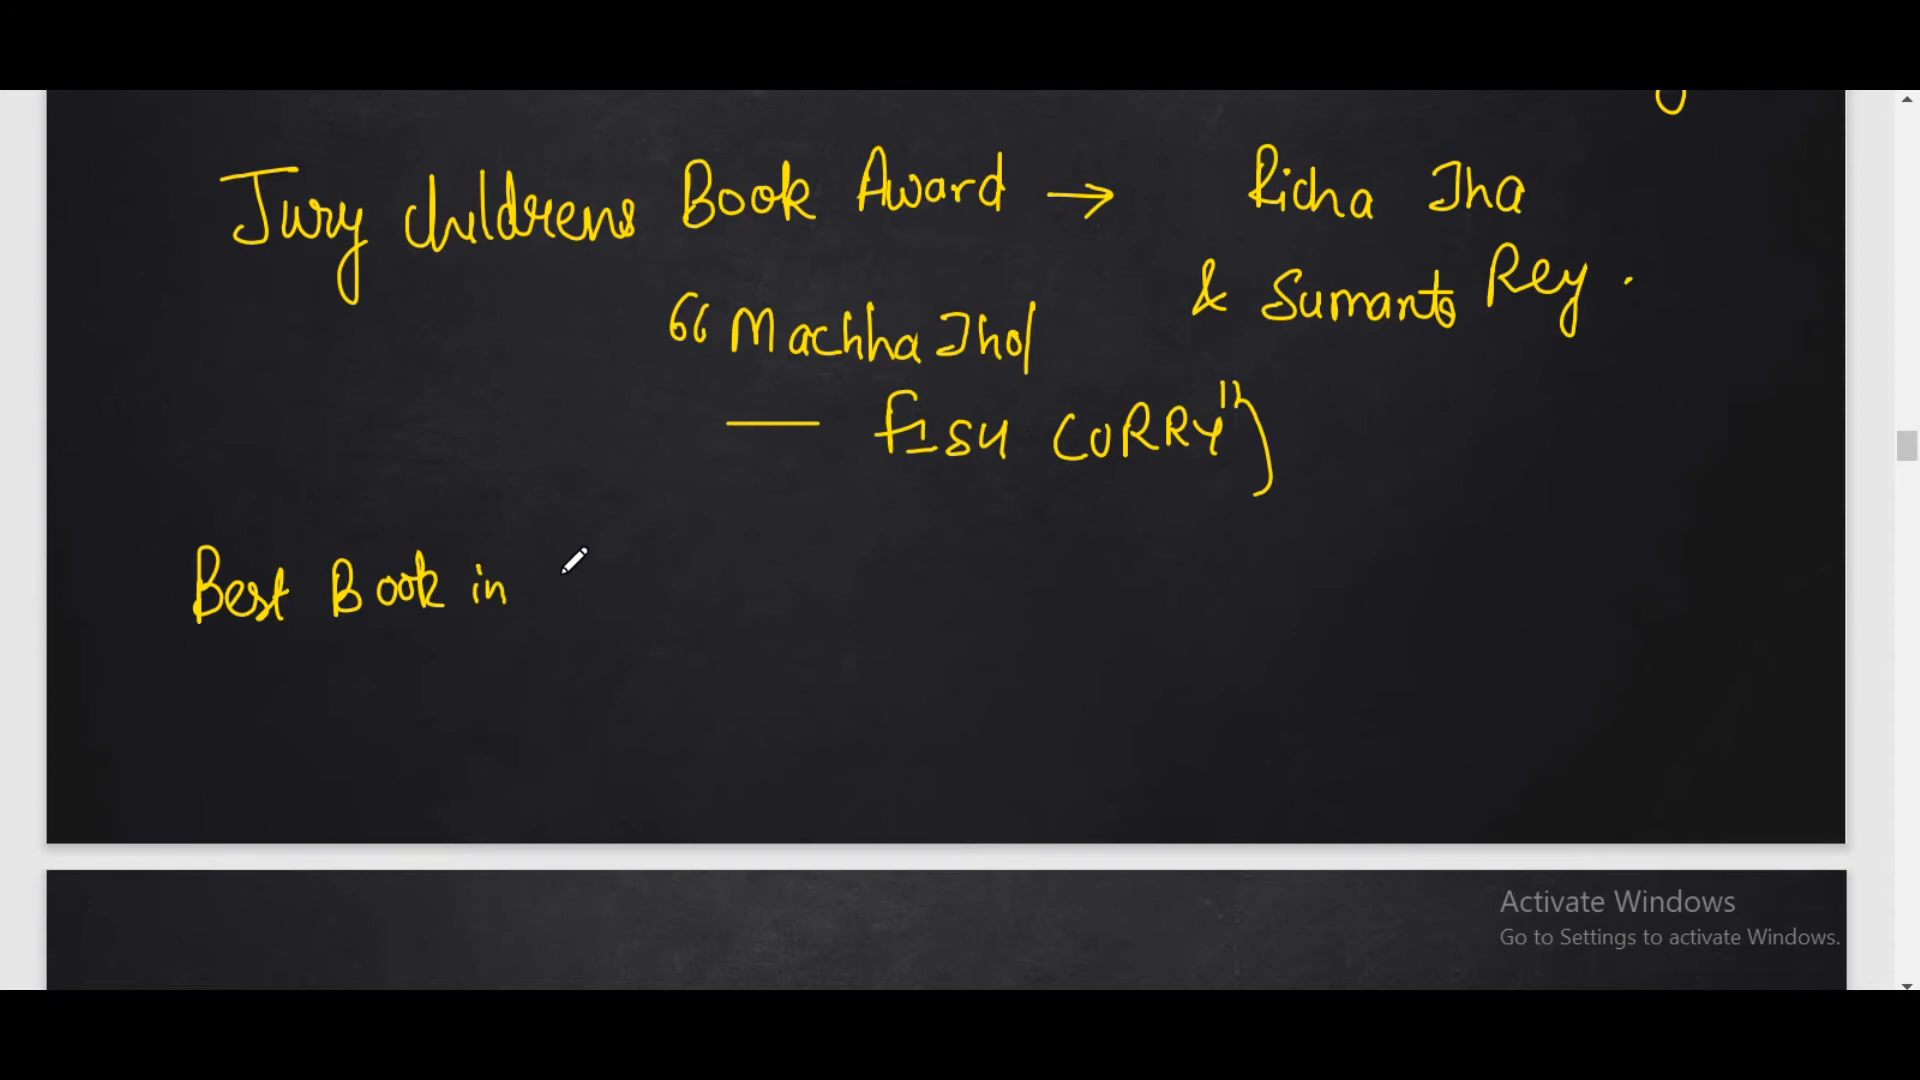 Jury childrens Book Award → Richa Jha
& Sumanto Rey.
"Machha Jhol
— FISH CURRY")
Best Book in
Activate Windows
Go to Settings to activate Windows.